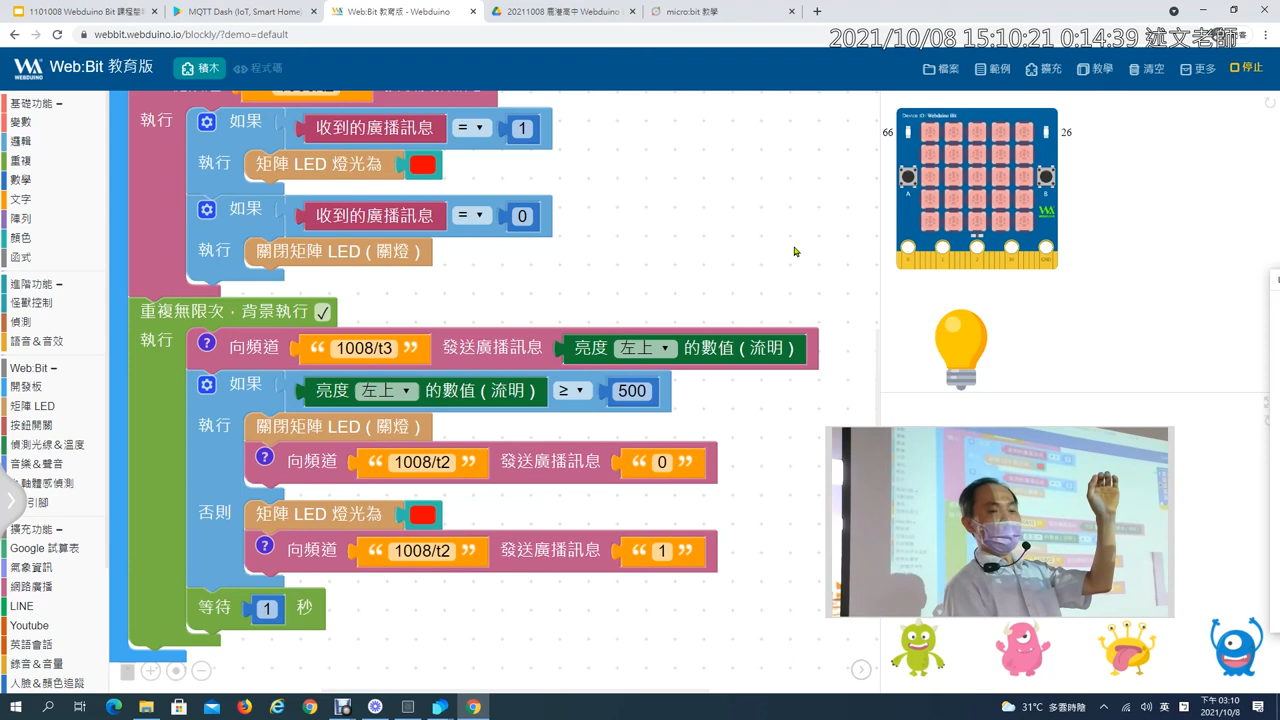 1101008 Web:Bit 課程
MQTT Dash (IoT, Smart Home)
Web:Bit 教育版 - Webduino
20211008 鹿港高中 Webduino
micro:bit 教學
webbit.webduino.io/blockly/?demo=default
2021/10/08 15:10:21 0:14:39 述文老師
WEBDUINO
Web:Bit 教育版
積木
程式碼
檔案
範例
擴充
教學
清空
更多
停止
基礎功能
變數
邏輯
重複
數學
文字
陣列
顏色
函式
進階功能
怪獸控制
偵測
語音＆音效
Web:Bit
開發板
矩陣 LED
按鈕開關
偵測光線＆溫度
音樂＆聲音
軸體感偵測
引腳
擴充功能
Google 試算表
氣象資訊
網路廣播
LINE
Youtube
英語會話
錄音＆音量
人臉＆顏色追蹤
執行
如果
收到的廣播訊息
=
1
執行
矩陣 LED 燈光為
如果
收到的廣播訊息
=
0
執行
關閉矩陣 LED ( 關燈 )
重複無限次，背景執行
執行
向頻道
“ 1008/t3 ”
發送廣播訊息
亮度 左上 的數值 ( 流明 )
如果
亮度 左上 的數值 ( 流明 )
≥
500
執行
關閉矩陣 LED ( 關燈 )
向頻道
“ 1008/t2 ”
發送廣播訊息
“ 0 ”
否則
矩陣 LED 燈光為
向頻道
“ 1008/t2 ”
發送廣播訊息
“ 1 ”
等待
1
秒
66
26
Device ID: Webduino Bit
A
B
31°C 多雲時陰
英
下午 03:10
2021/10/8